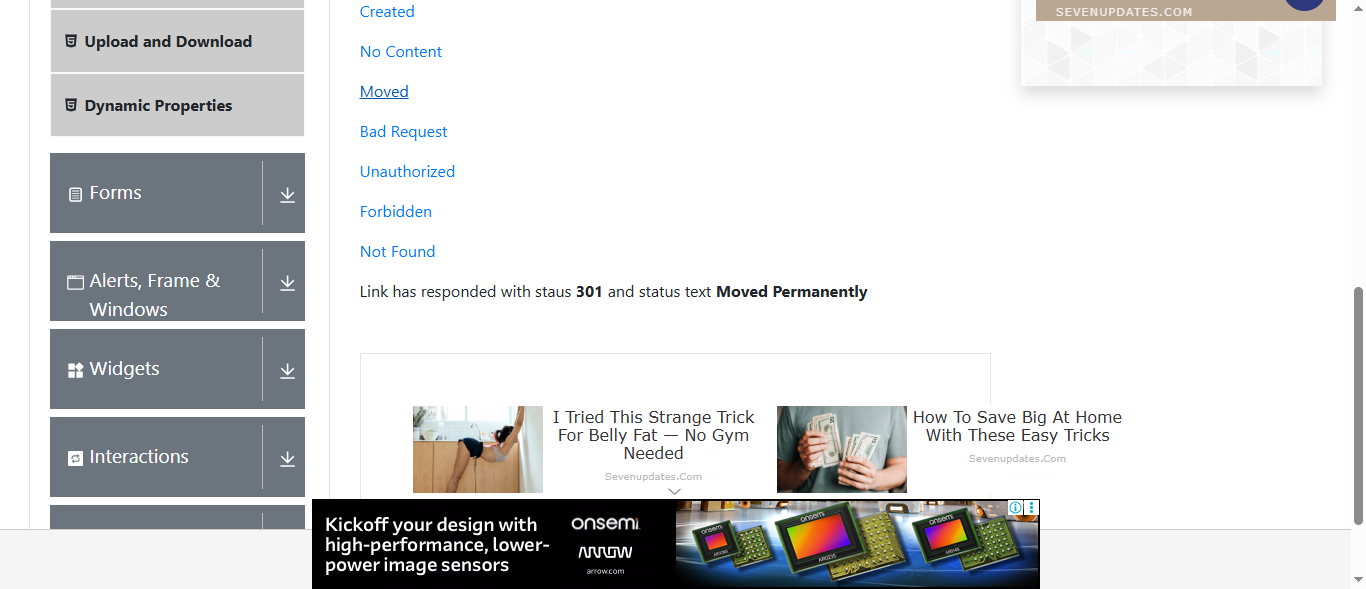 Upload and Download
Dynamic Properties
Forms
Alerts, Frame &
Windows
Widgets
Interactions
Created
No Content
Moved
Bad Request
Unauthorized
Forbidden
Not Found
Link has responded with staus 301 and status text Moved Permanently
SEVENUPDATES.COM
I Tried This Strange Trick
For Belly Fat — No Gym
Needed
Sevenupdates.Com
How To Save Big At Home
With These Easy Tricks
Sevenupdates.Com
Kickoff your design with
high-performance, lower-
power image sensors
onsemi
ARROW
arrow.com
onsemi
onsemi
onsemi